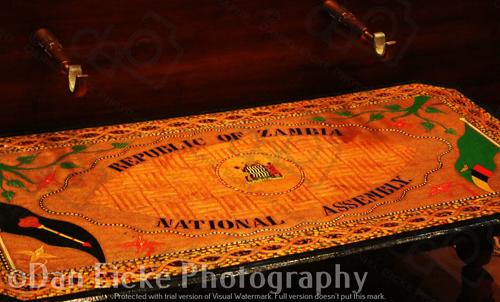 REPUBLIC OF ZAMBIA
NATIONAL ASSEMBLY
©Dan Eicke Photography
Protected with trial version of Visual Watermark. Full version doesn't put this mark.